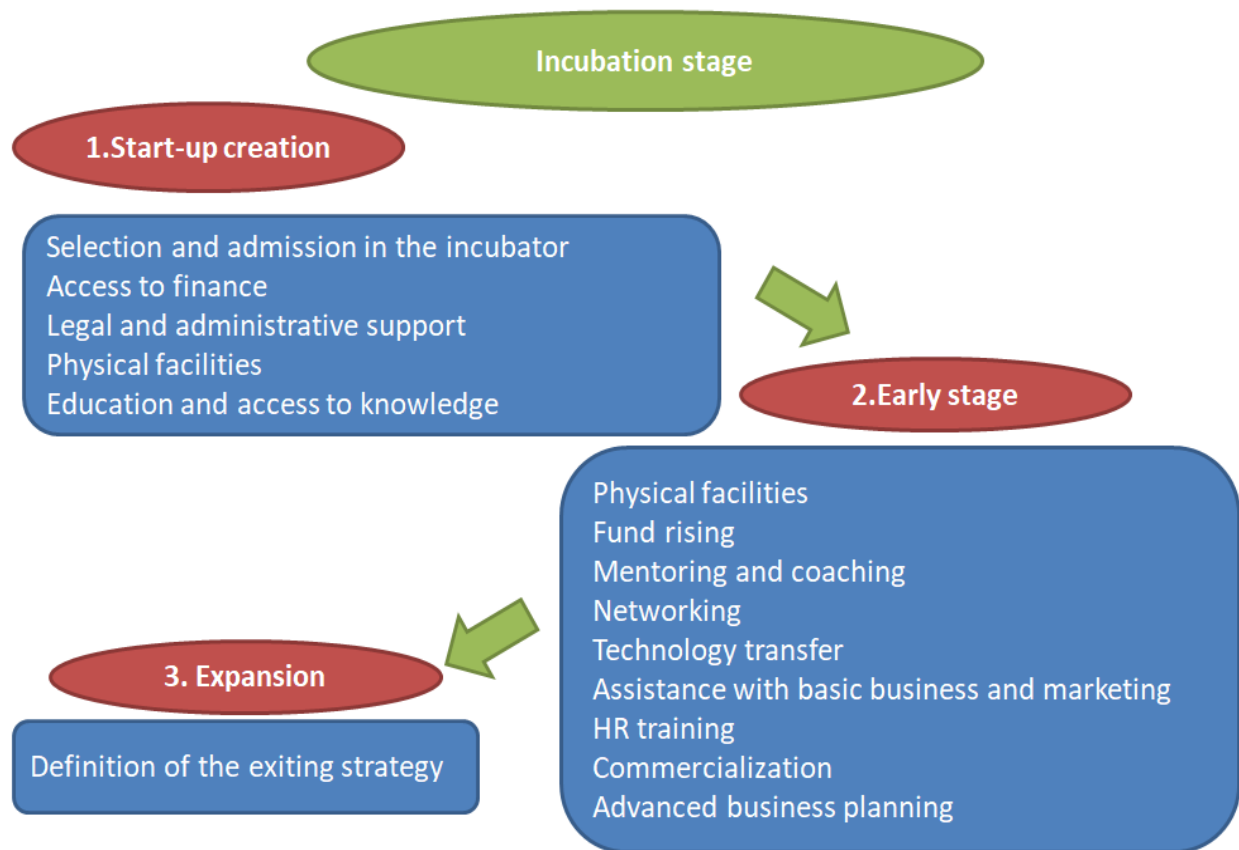 Incubation stage
1.Start-up creation
Selection and admission in the incubator
Access to finance
Legal and administrative support
Physical facilities
Education and access to knowledge
2.Early stage
Physical facilities
Fund rising
Mentoring and coaching
Networking
Technology transfer
Assistance with basic business and marketing
HR training
Commercialization
Advanced business planning
3. Expansion
Definition of the exiting strategy